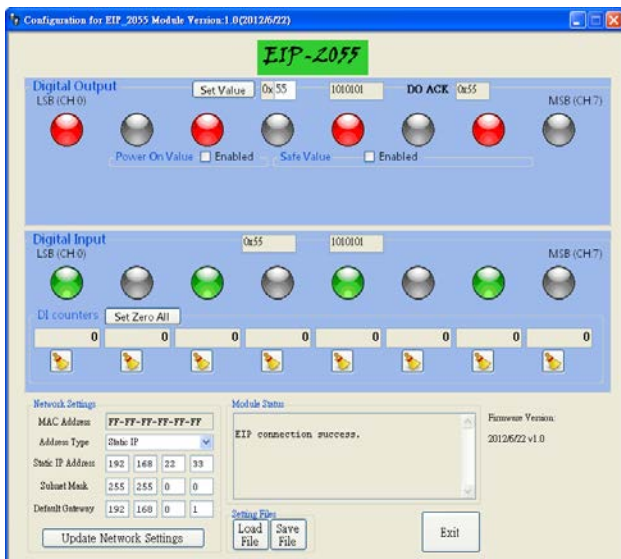 Configuration for EIP_2055 Module Version:1.0(2012/6/22)
EIP-2055
Digital Output
Set Value 0x 55 1010101 DO ACK 0x55
LSB (CH:0) MSB (CH:7)
Power On Value Enabled Safe Value Enabled
Digital Input 0x55 1010101
LSB (CH:0) MSB (CH:7)
DI counters Set Zero All
0 0 0 0 0 0 0 0
Network Settings
MAC Address FF-FF-FF-FF-FF-FF
Address Type Static IP
Static IP Address 192 168 22 33
Subnet Mask 255 255 0 0
Default Gateway 192 168 0 1
Update Network Settings
Module Status
EIP connection success.
Setting Files
Load File
Save File
Firmware Version:
2012/6/22 v1.0
Exit